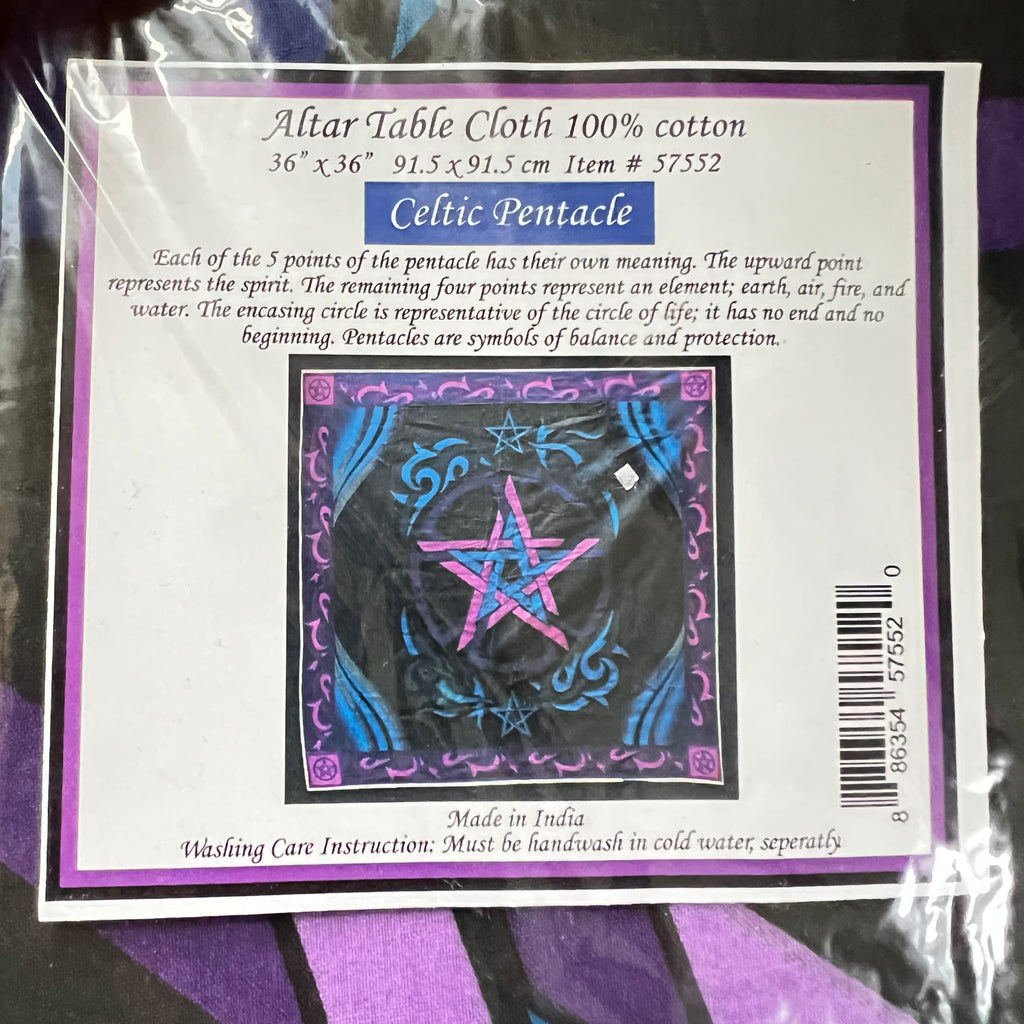 Altar Table Cloth 100% cotton
36” x 36” 91.5 x 91.5 cm Item # 57552
Celtic Pentacle
Each of the 5 points of the pentacle has their own meaning. The upward point
represents the spirit. The remaining four points represent an element; earth, air, fire, and
water. The encasing circle is representative of the circle of life; it has no end and no
beginning. Pentacles are symbols of balance and protection.
8 86354 57552 0
Made in India
Washing Care Instruction: Must be handwash in cold water, seperatly